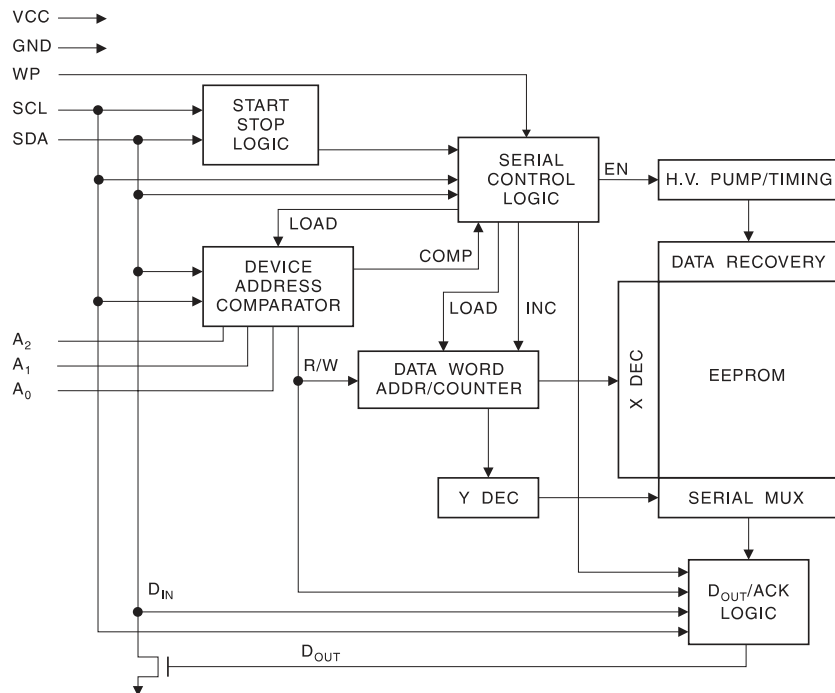 VCC
GND
WP
SCL
SDA
START
STOP
LOGIC
SERIAL
CONTROL
LOGIC
EN
H.V. PUMP/TIMING
LOAD
COMP
DEVICE
ADDRESS
COMPARATOR
DATA RECOVERY
LOAD
INC
A2
A1
A0
R/W
DATA WORD
ADDR/COUNTER
X DEC
EEPROM
Y DEC
SERIAL MUX
DIN
DOUT/ACK
LOGIC
DOUT